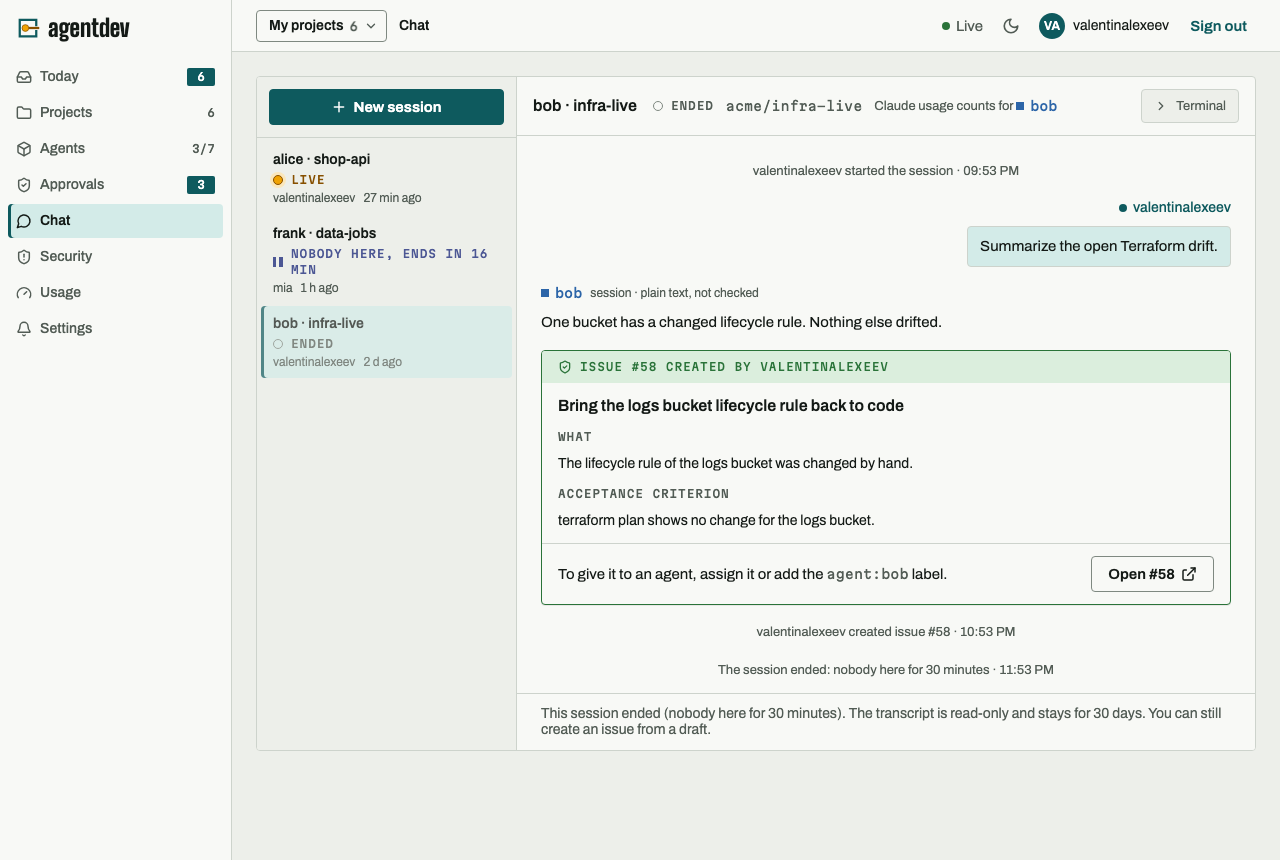 agentdev
My projects 6
Chat
Live
VA
valentinalexeev
Sign out
Today 6
Projects 6
Agents 3/7
Approvals 3
Chat
Security
Usage
Settings
New session
alice · shop-api
LIVE
valentinalexeev 27 min ago
frank · data-jobs
NOBODY HERE, ENDS IN 16
MIN
mia 1 h ago
bob · infra-live
ENDED
valentinalexeev 2 d ago
bob · infra-live ENDED acme/infra-live Claude usage counts for bob
Terminal
valentinalexeev started the session · 09:53 PM
valentinalexeev
Summarize the open Terraform drift.
bob session · plain text, not checked
One bucket has a changed lifecycle rule. Nothing else drifted.
ISSUE #58 CREATED BY VALENTINALEXEEV
Bring the logs bucket lifecycle rule back to code
WHAT
The lifecycle rule of the logs bucket was changed by hand.
ACCEPTANCE CRITERION
terraform plan shows no change for the logs bucket.
To give it to an agent, assign it or add the agent:bob label.
Open #58
valentinalexeev created issue #58 · 10:53 PM
The session ended: nobody here for 30 minutes · 11:53 PM
This session ended (nobody here for 30 minutes). The transcript is read-only and stays for 30 days. You can still
create an issue from a draft.